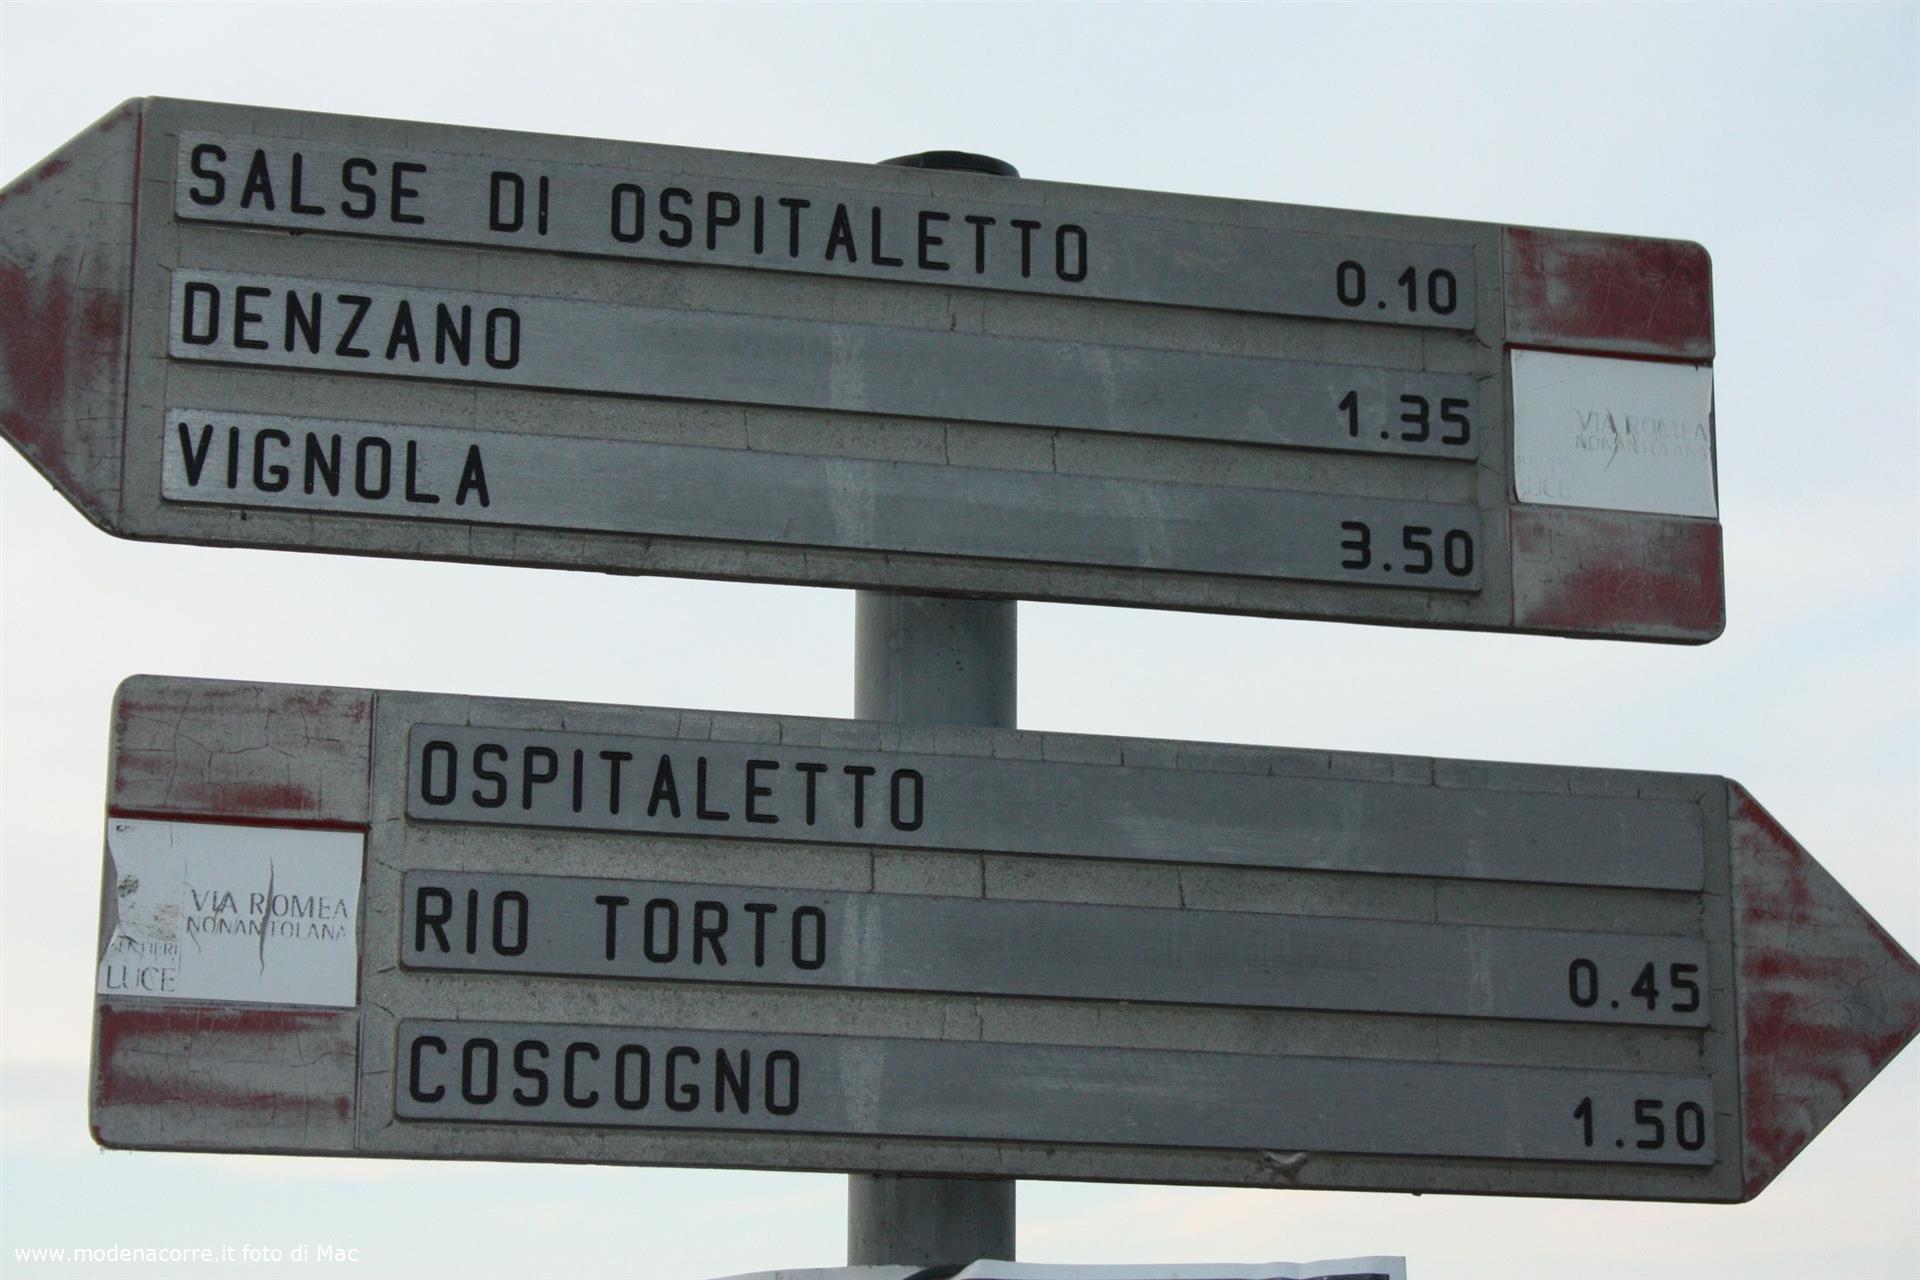 SALSE DI OSPITALETTO 0.10
DENZANO 1.35
VIGNOLA 3.50
VIA ROMEA
NONANTOLANA
LUCE
OSPITALETTO
RIO TORTO 0.45
COSCOGNO 1.50
VIA ROMEA
NONANTOLANA
SENTIERI
LUCE
www.modenacorre.it foto di Mac